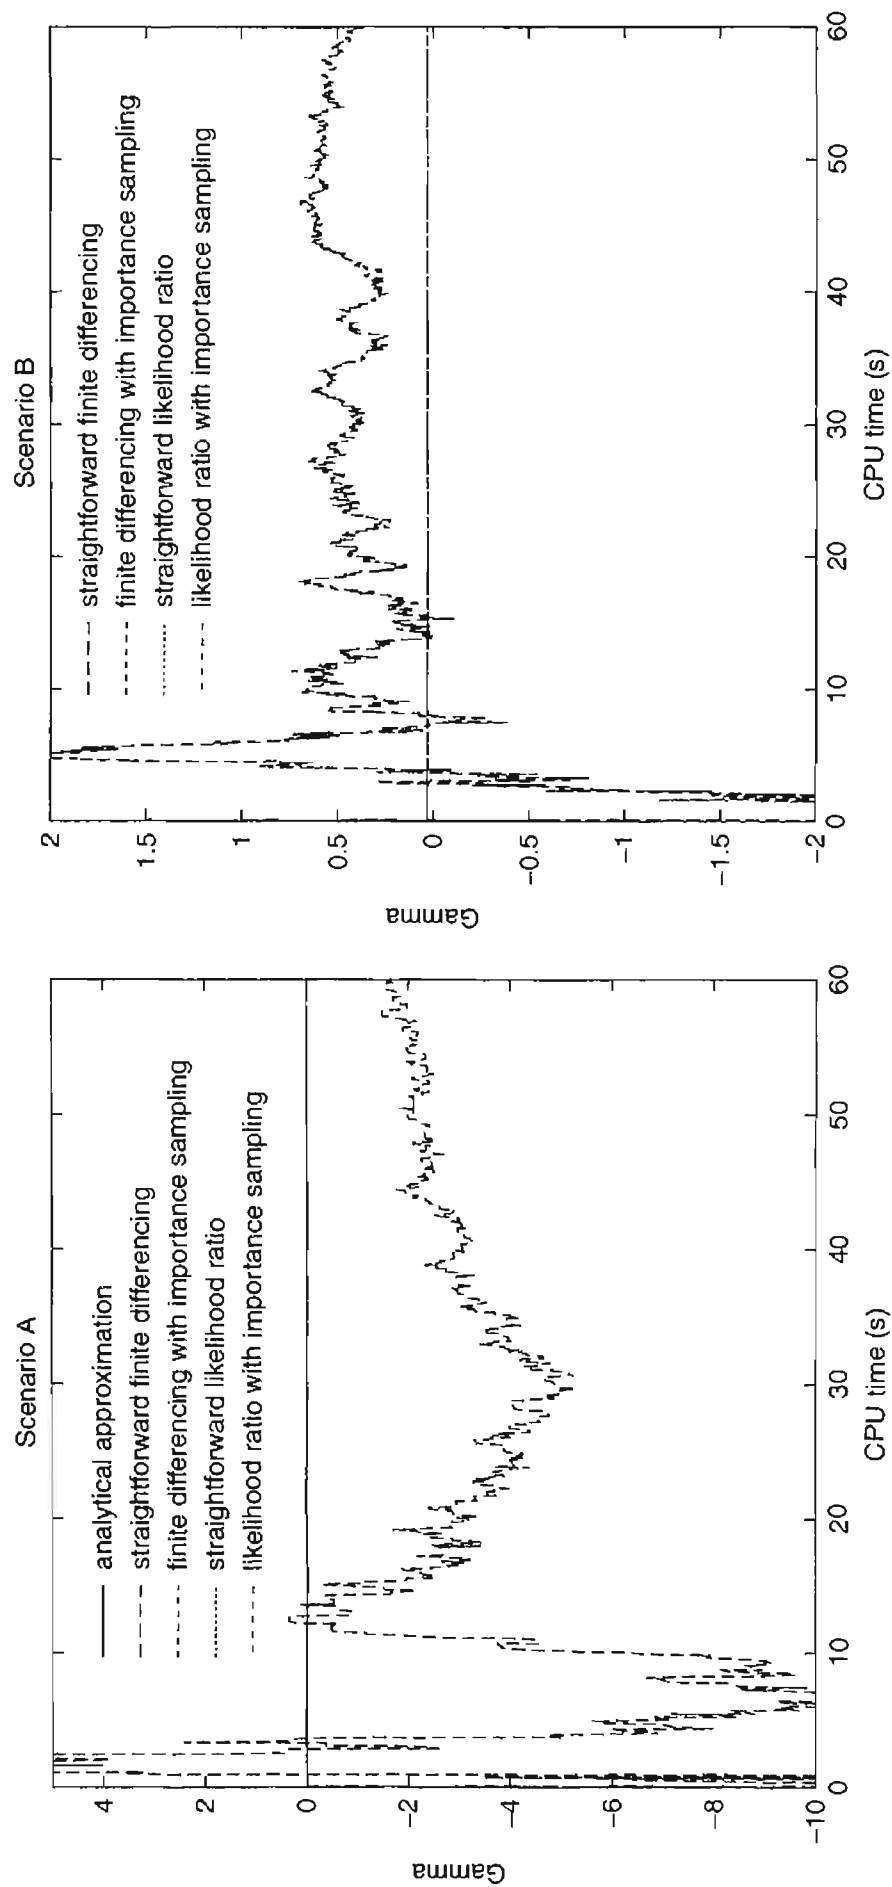 Scenario A
analytical approximation
straightforward finite differencing
finite differencing with importance sampling
straightforward likelihood ratio
likelihood ratio with importance sampling
Gamma
4
2
0
−2
−4
−6
−8
−10
0
10
20
30
40
50
60
CPU time (s)
Scenario B
straightforward finite differencing
finite differencing with importance sampling
straightforward likelihood ratio
likelihood ratio with importance sampling
Gamma
2
1.5
1
0.5
0
−0.5
−1
−1.5
−2
0
10
20
30
40
50
60
CPU time (s)